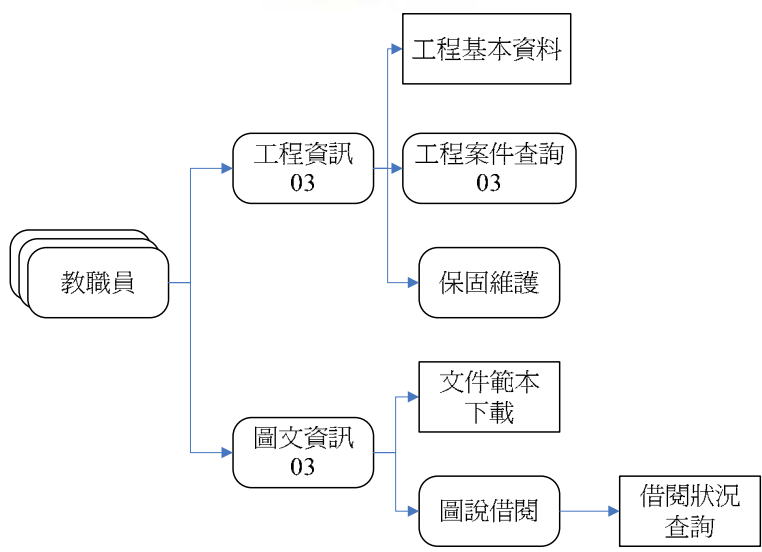 工程基本資料
工程資訊
03
工程案件查詢
03
教職員
保固維護
文件範本
下載
圖文資訊
03
圖說借閱
借閱狀況
查詢